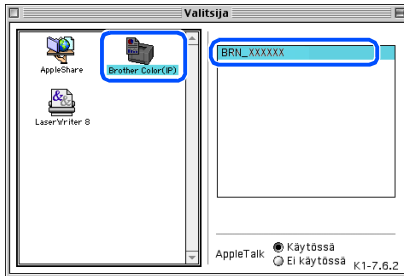 Valitsija
AppleShare
Brother Color(IP)
LaserWriter 8
BRN_XXXXXX
AppleTalk
Käytössä
Ei käytössä
K1-7.6.2